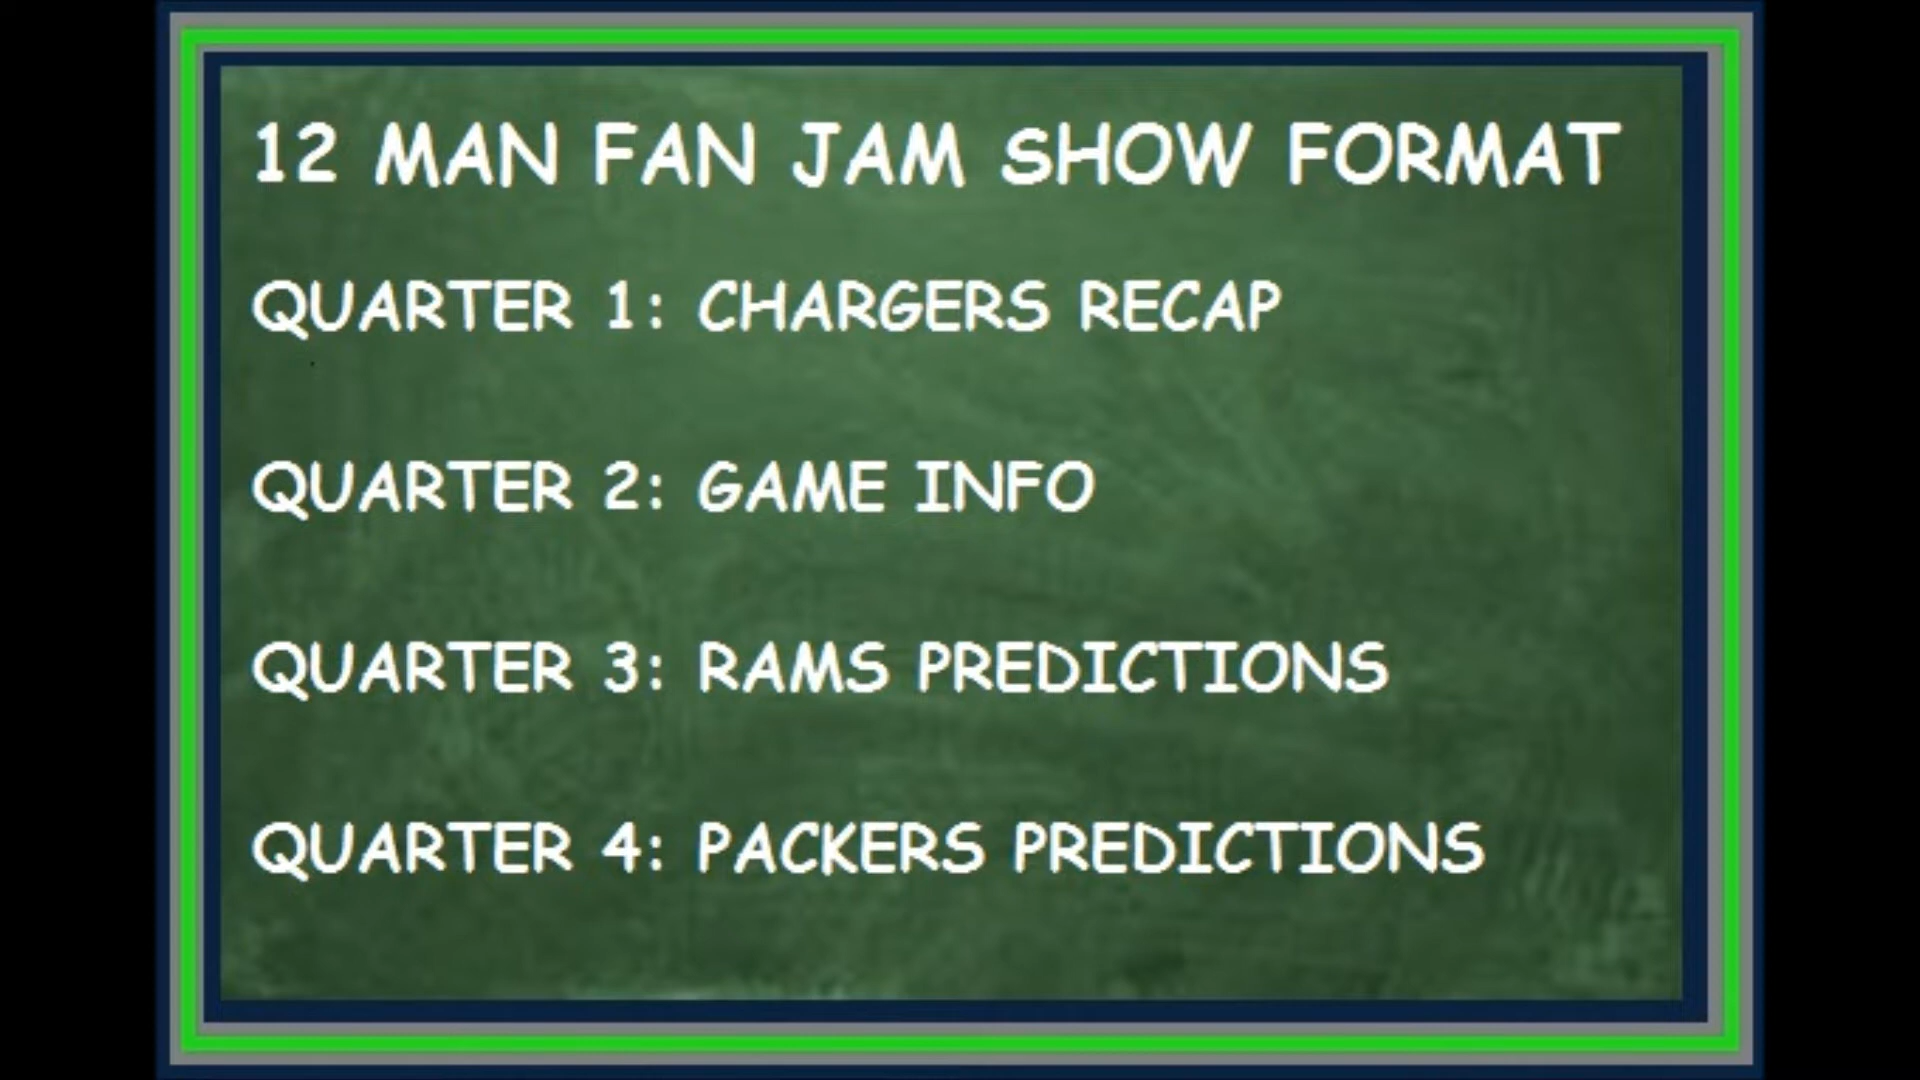 12 MAN FAN JAM SHOW FORMAT
QUARTER 1: CHARGERS RECAP
QUARTER 2: GAME INFO
QUARTER 3: RAMS PREDICTIONS
QUARTER 4: PACKERS PREDICTIONS